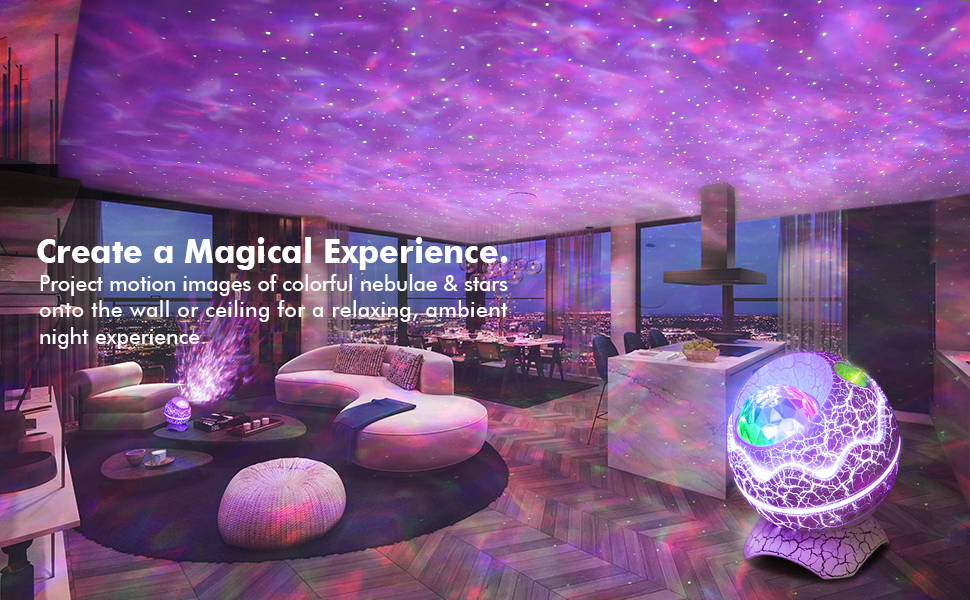 Create a Magical Experience.
Project motion images of colorful nebulae & stars
onto the wall or ceiling for a relaxing, ambient
night experience.